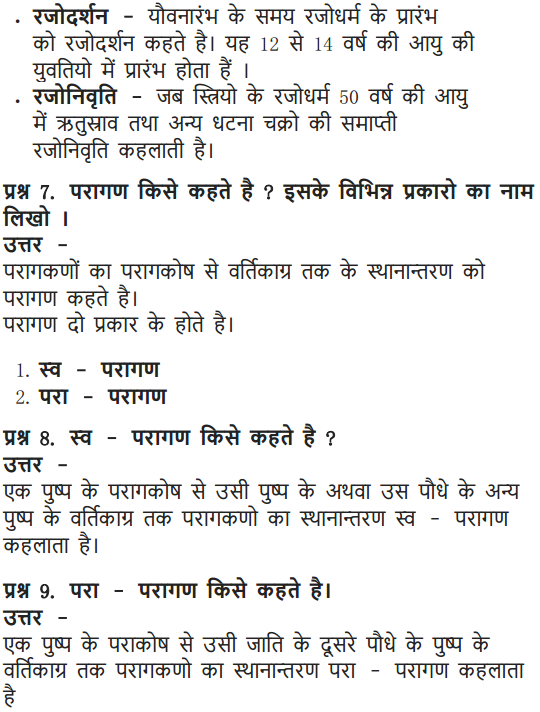 . रजोदर्शन - यौवनारंभ के समय रजोधर्म के प्रारंभ
को रजोदर्शन कहते है। यह 12 से 14 वर्ष की आयु की
युवतियो में प्रारंभ होता हैं ।
. रजोनिवृति - जब स्त्रियो के रजोधर्म 50 वर्ष की आयु
में ऋतुस्राव तथा अन्य धटना चक्रो की समाप्ती
रजोनिवृति कहलाती है।
प्रश्न 7. परागण किसे कहते है ? इसके विभिन्न प्रकारो का नाम
लिखो ।
उत्तर -
परागकणों का परागकोष से वर्तिकाग्र तक के स्थानान्तरण को
परागण कहते है।
परागण दो प्रकार के होते है।
1. स्व - परागण
2. परा - परागण
प्रश्न 8. स्व - परागण किसे कहते है ?
उत्तर -
एक पुष्प के परागकोष से उसी पुष्प के अथवा उस पौधे के अन्य
पुष्प के वर्तिकाग्र तक परागकणो का स्थानान्तरण स्व - परागण
कहलाता है।
प्रश्न 9. परा - परागण किसे कहते है।
उत्तर -
एक पुष्प के पराकोष से उसी जाति के दूसरे पौधे के पुष्प के
वर्तिकाग्र तक परागकणो का स्थानान्तरण परा - परागण कहलाता
है